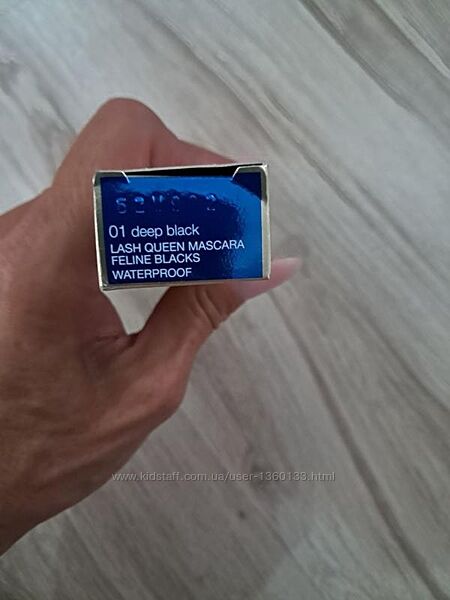 01 deep black
LASH QUEEN MASCARA
FELINE BLACKS
WATERPROOF
www.kidstaff.com.ua/user-1360133.html